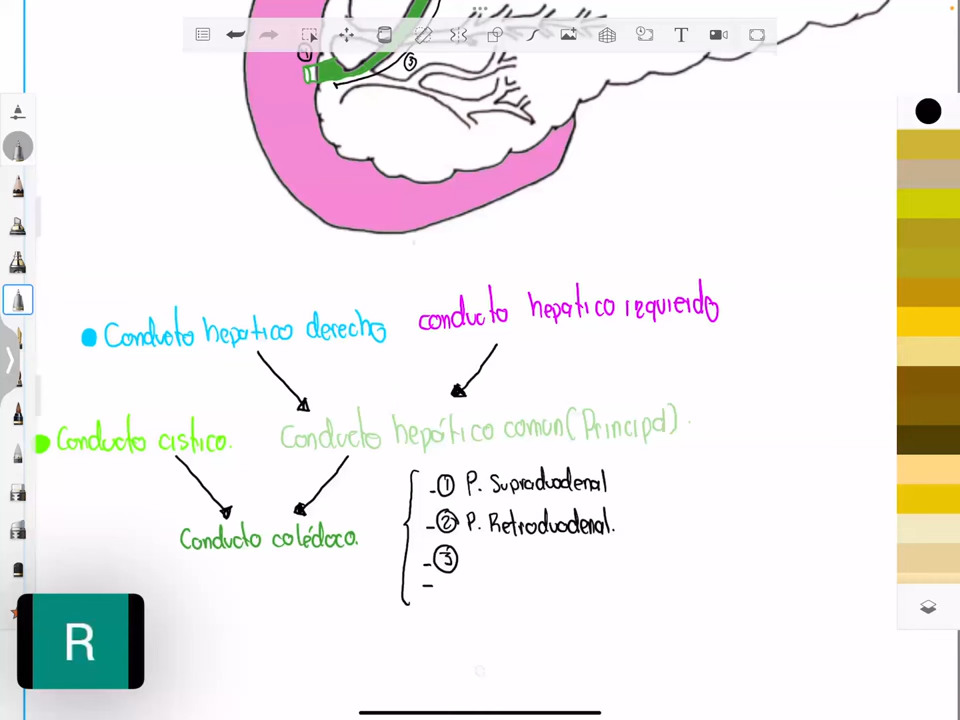 T
③
Conducto hepatico derecho
conducto hepatico izquierdo
Conducto cistico.
Conducto hepático comun (Principal).
Conducto colédoco.
- ① P. Supraduodenal
- ② P. Retroduodenal.
- ③
-
R